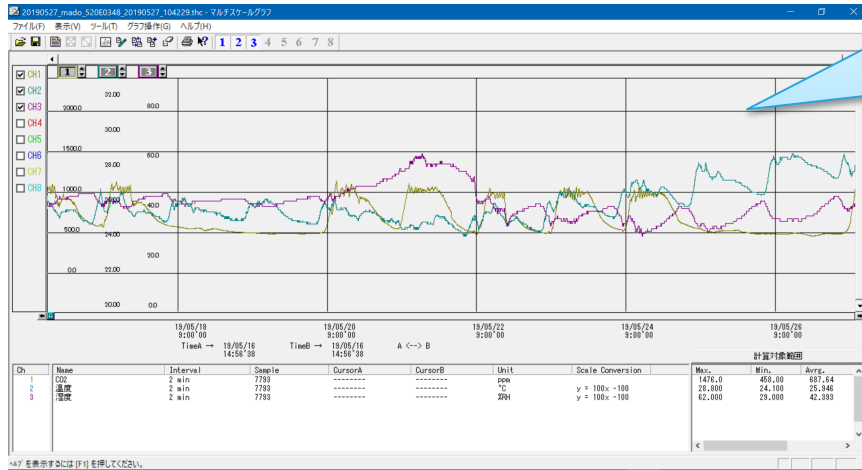 20190527_mado_520E0348_20190527_104229.thc - マルチスケールグラフ
ファイル(F) 表示(V) ツール(T) グラフ操作(G) ヘルプ(H)
1 2 3 4 5 6 7 8
CH1 1 2 3
CH2
CH3
CH4
CH5
CH6
CH7
CH8
32.00
2000.0 80.0
30.00
1500.0 60.0
28.00
1000.0
26.00 40.0
500.0 24.00
20.0
0.0 22.00
20.00 0.0
19/05/18 19/05/20 19/05/22 19/05/24 19/05/26
9:00'00 9:00'00 9:00'00 9:00'00 9:00'00
TimeA → 19/05/16 TimeB → 19/05/16 A <--> B
14:56'38 14:56'38
計算対象範囲
Ch Name Interval Sample CursorA CursorB Unit Scale Conversion Max. Min. Avrg.
1 CO2 2 min 7793 -------- -------- ppm 1476.0 458.00 687.64
2 温度 2 min 7793 -------- -------- °C y = 100x -100 28.800 24.100 25.946
3 湿度 2 min 7793 -------- -------- %RH y = 100x -100 62.000 29.000 42.393
ヘルプを表示するには [F1] を押してください。